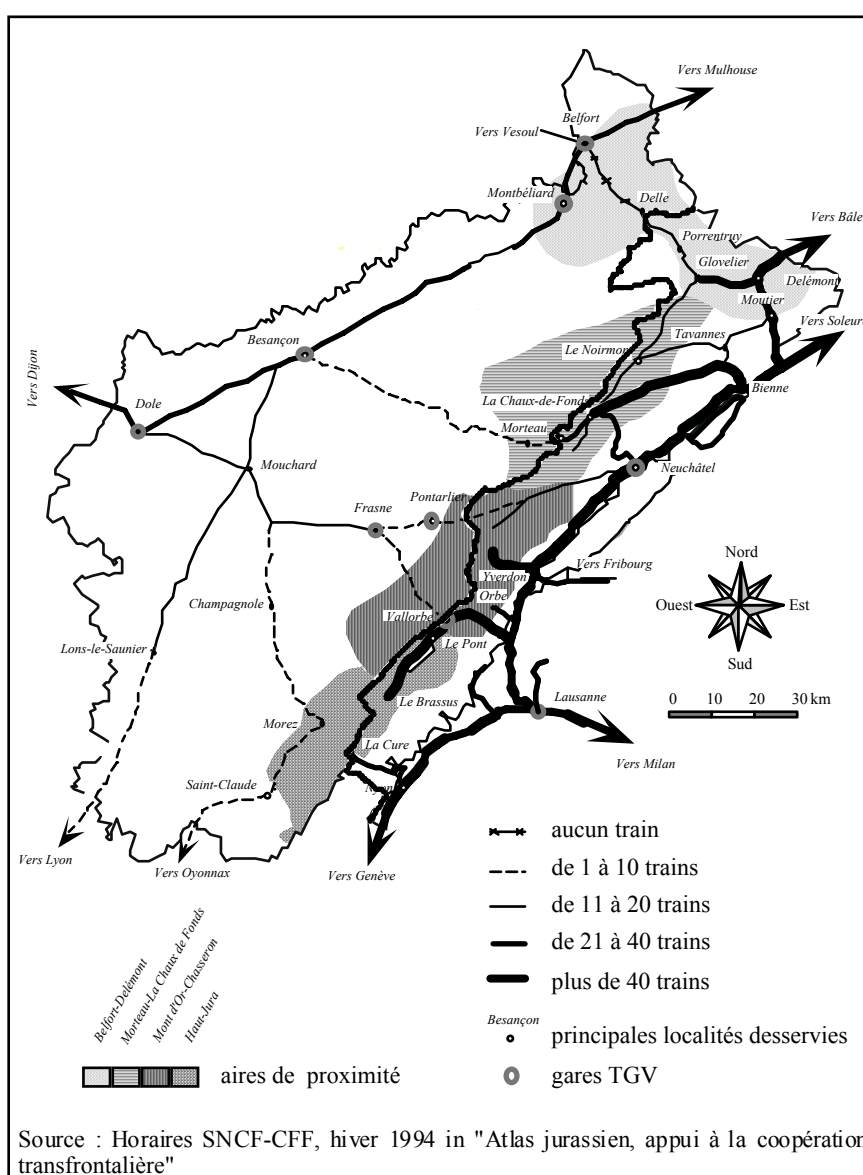 Vers Mulhouse
Belfort
Vers Vesoul
Montbéliard
Delle
Vers Bâle
Porrentruy
Glovelier
Delémont
Moutier
Vers Soleure
Besançon
Tavannes
Le Noirmon
Vers Dijon
La Chaux-de-Fonds
Bienne
Dole
Morteau
Mouchard
Neuchâtel
Pontarlier
Frasne
Vers Fribourg
Nord
Yverdon
Orbe
Ouest
Est
Champagnole
Vallorbe
Sud
Le Pont
Lons-le-Saunier
0 10 20 30 km
Le Brassus
Lausanne
Morez
La Cure
Vers Milan
Saint-Claude
Nyon
Vers Lyon
Vers Oyonnax
Vers Genève
aucun train
de 1 à 10 trains
de 11 à 20 trains
de 21 à 40 trains
plus de 40 trains
Belfort-Delémont
Morteau-La Chaux de Fonds
Mont d'Or-Chasseron
Haut-Jura
Besançon
principales localités desservies
aires de proximité
gares TGV
Source : Horaires SNCF-CFF, hiver 1994 in "Atlas jurassien, appui à la coopération
transfrontalière"